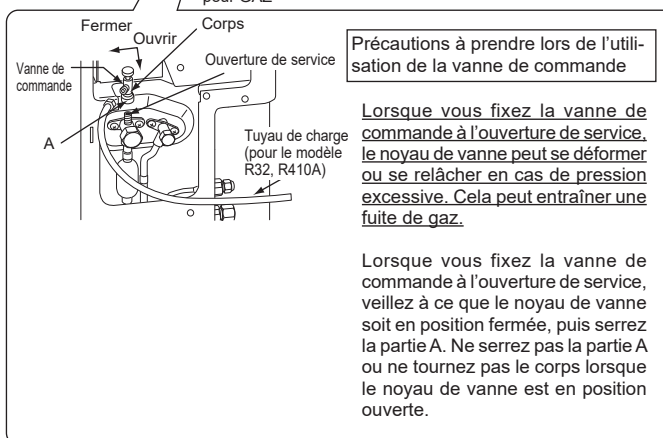 pour GAZ
Fermer
Corps
Ouvrir
Vanne de
commande
Ouverture de service
A
Tuyau de charge
(pour le modèle
R32, R410A)
Précautions à prendre lors de l’utili-
sation de la vanne de commande
Lorsque vous fixez la vanne de
commande à l’ouverture de service,
le noyau de vanne peut se déformer
ou se relâcher en cas de pression
excessive. Cela peut entraîner une
fuite de gaz.
Lorsque vous fixez la vanne de
commande à l’ouverture de service,
veillez à ce que le noyau de vanne
soit en position fermée, puis serrez
la partie A. Ne serrez pas la partie A
ou ne tournez pas le corps lorsque
le noyau de vanne est en position
ouverte.